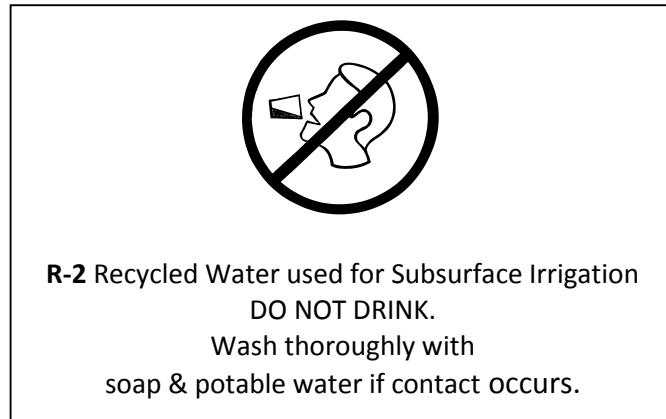 R-2 Recycled Water used for Subsurface Irrigation
DO NOT DRINK.
Wash thoroughly with
soap & potable water if contact occurs.